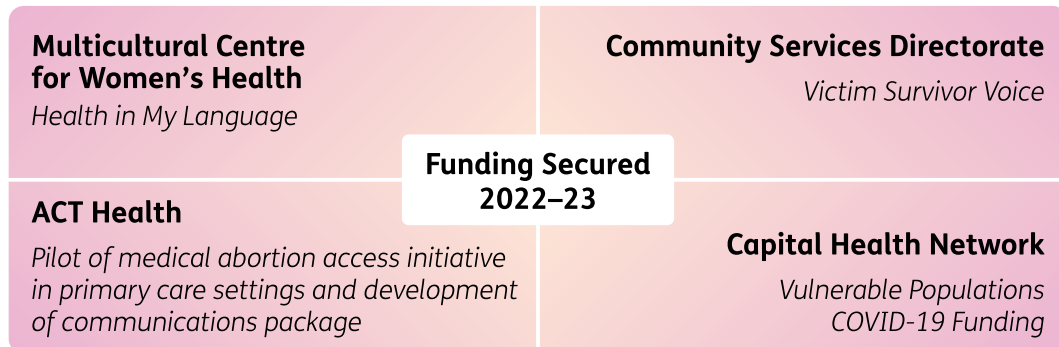 Multicultural Centre
for Women's Health
Health in My Language
Community Services Directorate
Victim Survivor Voice
Funding Secured
2022–23
ACT Health
Pilot of medical abortion access initiative
in primary care settings and development
of communications package
Capital Health Network
Vulnerable Populations
COVID-19 Funding